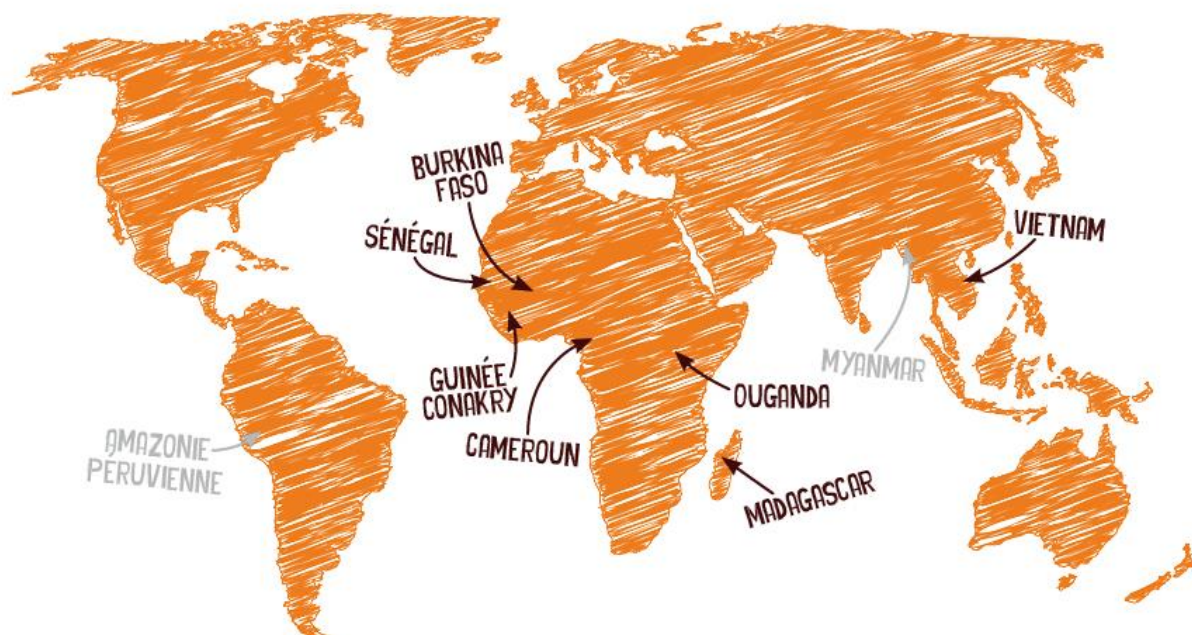 BURKINA
FASO
SÉNÉGAL
VIETNAM
GUINÉE
CONAKRY
MYANMAR
OUGANDA
CAMEROUN
AMAZONIE
PERUVIENNE
MADAGASCAR